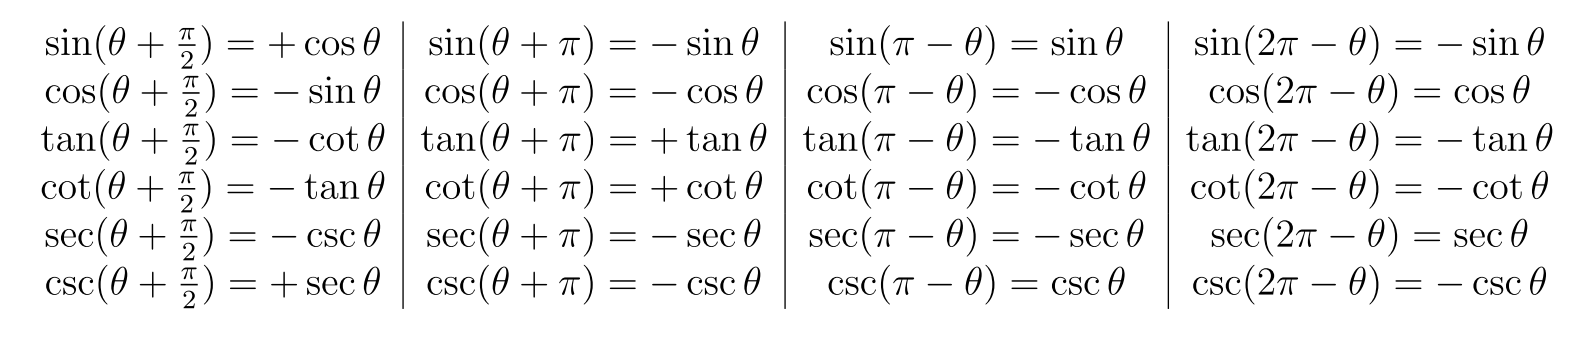 sin(θ + π/2) = + cos θ | sin(θ + π) = − sin θ | sin(π − θ) = sin θ | sin(2π − θ) = − sin θ
cos(θ + π/2) = − sin θ | cos(θ + π) = − cos θ | cos(π − θ) = − cos θ | cos(2π − θ) = cos θ
tan(θ + π/2) = − cot θ | tan(θ + π) = + tan θ | tan(π − θ) = − tan θ | tan(2π − θ) = − tan θ
cot(θ + π/2) = − tan θ | cot(θ + π) = + cot θ | cot(π − θ) = − cot θ | cot(2π − θ) = − cot θ
sec(θ + π/2) = − csc θ | sec(θ + π) = − sec θ | sec(π − θ) = − sec θ | sec(2π − θ) = sec θ
csc(θ + π/2) = + sec θ | csc(θ + π) = − csc θ | csc(π − θ) = csc θ | csc(2π − θ) = − csc θ